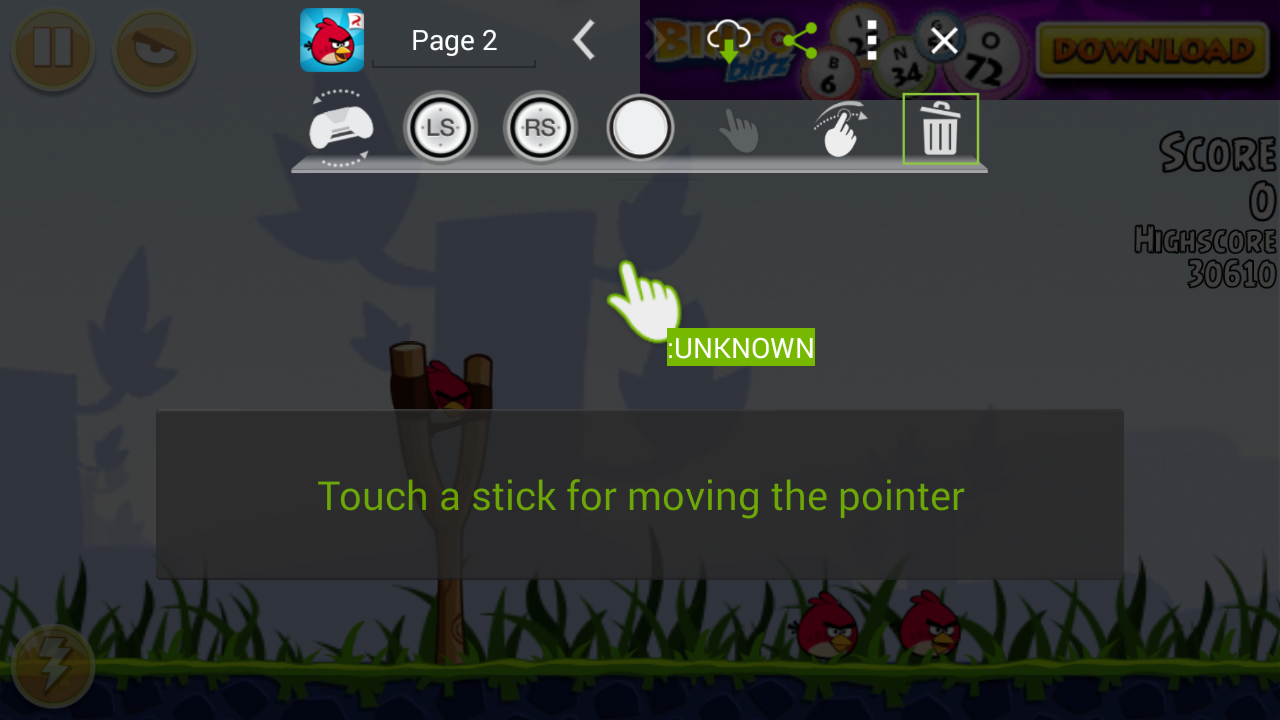 Page 2
BINGO
blitz
B
6
I
2
N
34
G
O
72
DOWNLOAD
LS
RS
SCORE
0
HIGHSCORE
30610
:UNKNOWN
Touch a stick for moving the pointer